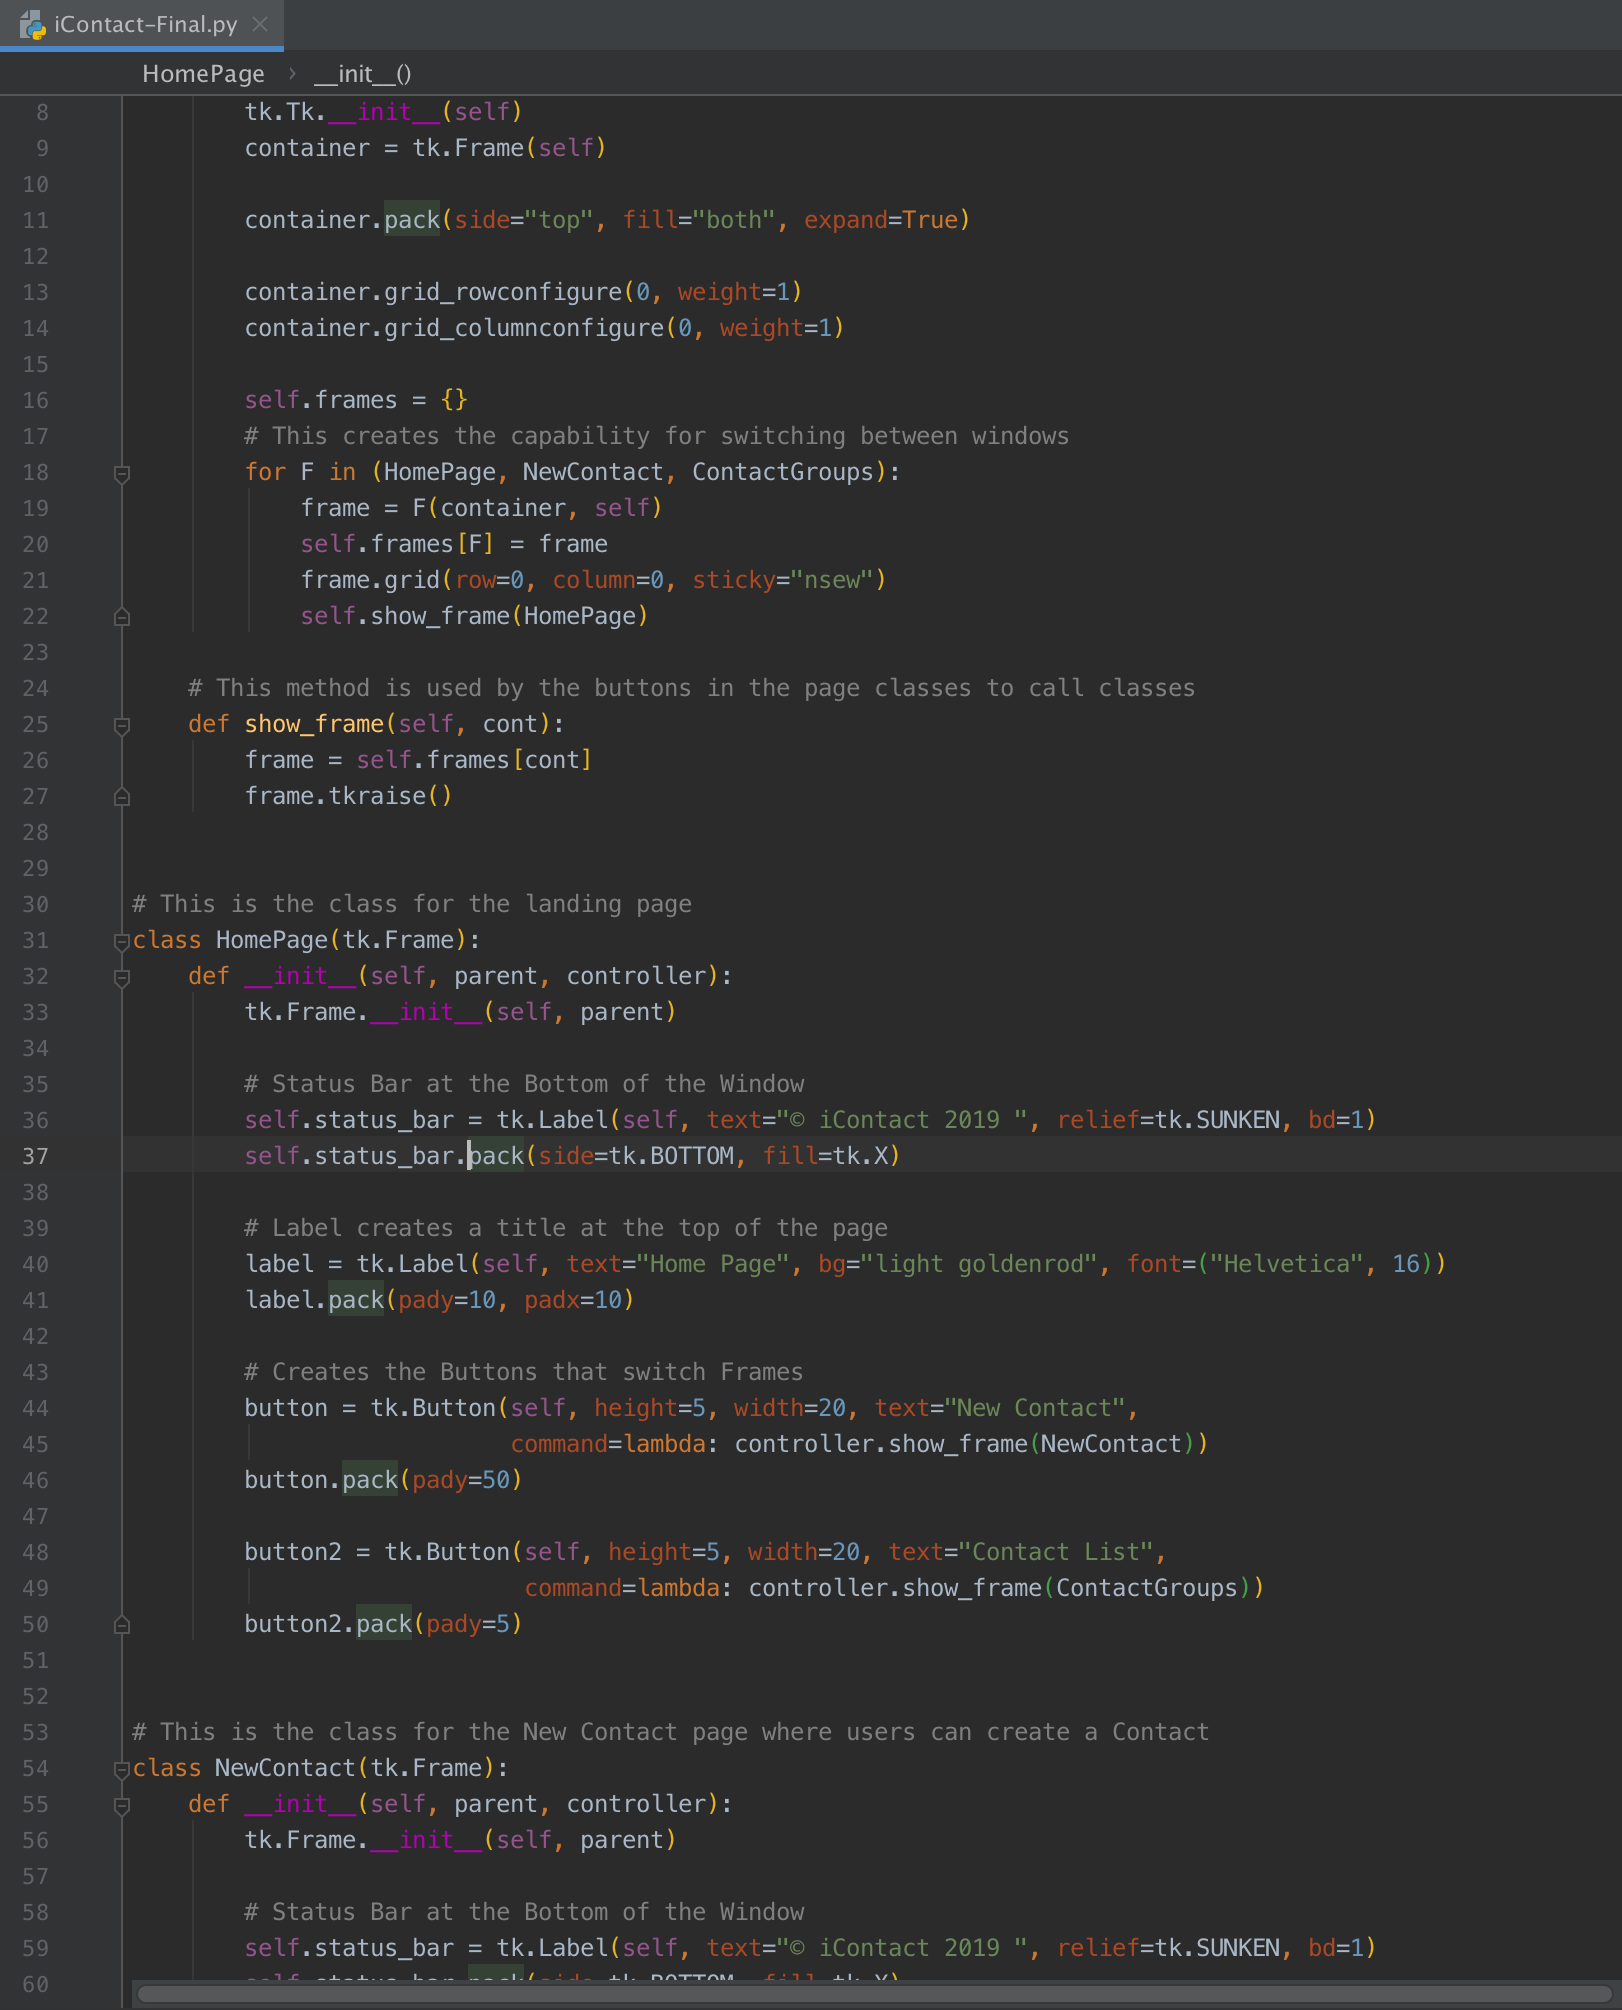 iContact-Final.py
HomePage › __init__()
8 tk.Tk.__init__(self)
9 container = tk.Frame(self)
10
11 container.pack(side="top", fill="both", expand=True)
12
13 container.grid_rowconfigure(0, weight=1)
14 container.grid_columnconfigure(0, weight=1)
15
16 self.frames = {}
17 # This creates the capability for switching between windows
18 for F in (HomePage, NewContact, ContactGroups):
19 frame = F(container, self)
20 self.frames[F] = frame
21 frame.grid(row=0, column=0, sticky="nsew")
22 self.show_frame(HomePage)
23
24 # This method is used by the buttons in the page classes to call classes
25 def show_frame(self, cont):
26 frame = self.frames[cont]
27 frame.tkraise()
28
29
30 # This is the class for the landing page
31 class HomePage(tk.Frame):
32 def __init__(self, parent, controller):
33 tk.Frame.__init__(self, parent)
34
35 # Status Bar at the Bottom of the Window
36 self.status_bar = tk.Label(self, text="© iContact 2019 ", relief=tk.SUNKEN, bd=1)
37 self.status_bar.pack(side=tk.BOTTOM, fill=tk.X)
38
39 # Label creates a title at the top of the page
40 label = tk.Label(self, text="Home Page", bg="light goldenrod", font=("Helvetica", 16))
41 label.pack(pady=10, padx=10)
42
43 # Creates the Buttons that switch Frames
44 button = tk.Button(self, height=5, width=20, text="New Contact",
45 command=lambda: controller.show_frame(NewContact))
46 button.pack(pady=50)
47
48 button2 = tk.Button(self, height=5, width=20, text="Contact List",
49 command=lambda: controller.show_frame(ContactGroups))
50 button2.pack(pady=5)
51
52
53 # This is the class for the New Contact page where users can create a Contact
54 class NewContact(tk.Frame):
55 def __init__(self, parent, controller):
56 tk.Frame.__init__(self, parent)
57
58 # Status Bar at the Bottom of the Window
59 self.status_bar = tk.Label(self, text="© iContact 2019 ", relief=tk.SUNKEN, bd=1)
60 self.status_bar.pack(side=tk.BOTTOM, fill=tk.X)